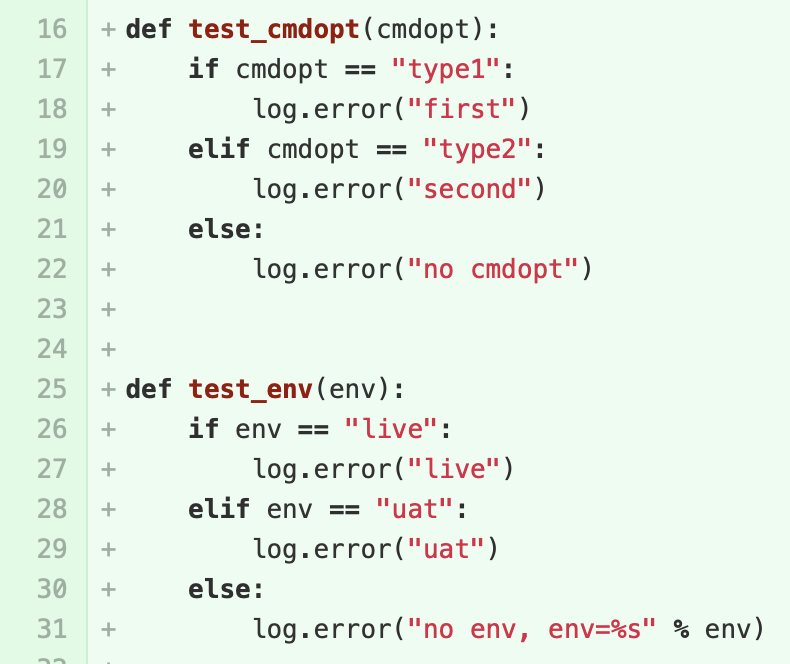 16 + def test_cmdopt(cmdopt):
17 +     if cmdopt == "type1":
18 +         log.error("first")
19 +     elif cmdopt == "type2":
20 +         log.error("second")
21 +     else:
22 +         log.error("no cmdopt")
23 +
24 +
25 + def test_env(env):
26 +     if env == "live":
27 +         log.error("live")
28 +     elif env == "uat":
29 +         log.error("uat")
30 +     else:
31 +         log.error("no env, env=%s" % env)